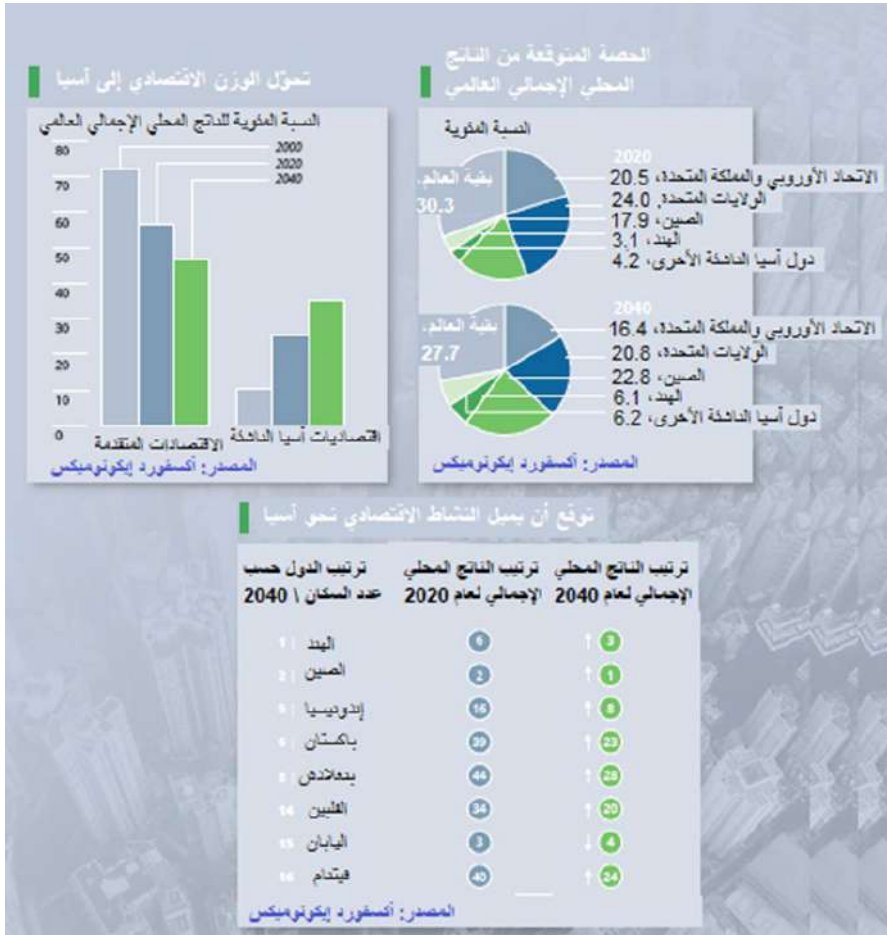 الحصة المتوقعة من الناتج
المحلي الإجمالي العالمي
النسبة المئوية
2020
بقية العالم،
30.3
الاتحاد الأوروبي والمملكة المتحدة، 20.5
الولايات المتحدة, 24.0
الصين، 17.9
الهند، 3.1
دول آسيا الناشئة الأخرى، 4.2
2040
بقية العالم،
27.7
الاتحاد الأوروبي والمملكة المتحدة، 16.4
الولايات المتحدة، 20.8
الصين، 22.8
الهند، 6.1
دول آسيا الناشئة الأخرى، 6.2
المصدر: أكسفورد إيكونوميكس
تحوّل الوزن الاقتصادي إلى آسيا
النسبة المئوية للناتج المحلي الإجمالي العالمي
2000
2020
2040
80
70
60
50
40
30
20
10
0
الاقتصادات المتقدمة
اقتصاديات آسيا الناشئة
المصدر: أكسفورد إيكونوميكس
توقع أن يميل النشاط الاقتصادي نحو آسيا
ترتيب الناتج المحلي
الإجمالي لعام 2040
ترتيب الناتج المحلي
الإجمالي لعام 2020
ترتيب الدول حسب
عدد السكان \ 2040
↑ 3 6 الهند | 1
↑ 1 2 الصين | 2
↑ 8 16 إندونيسيا | 5
↑ 23 39 باكستان | 6
↑ 28 44 8
↑ 20 34 الفلبين 14
↓ 4 3 اليابان 15
↑ 24 40 فيتنام 16
المصدر: أكسفورد إيكونوميكس